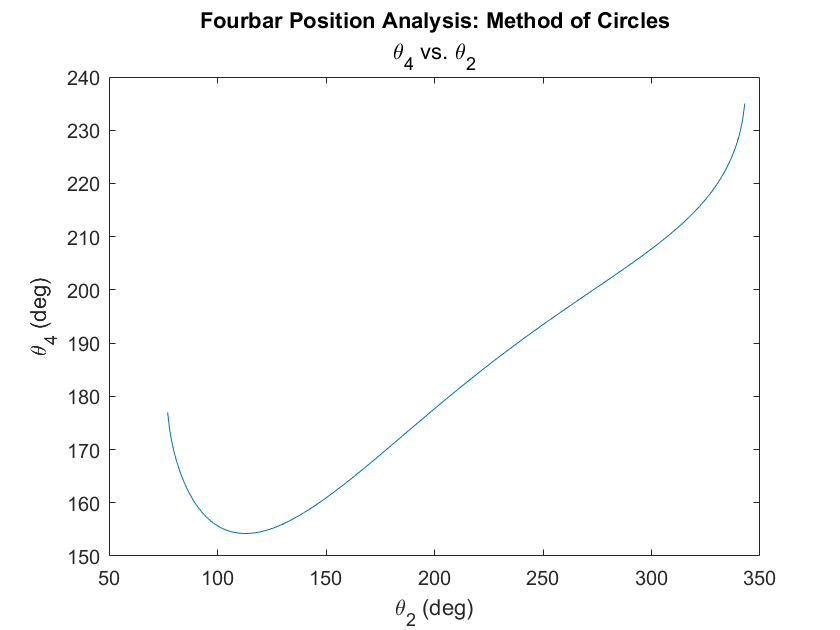 Fourbar Position Analysis: Method of Circles
θ₄ vs. θ₂
240
230
220
210
200
190
180
170
160
150
θ₄ (deg)
50 100 150 200 250 300 350
θ₂ (deg)